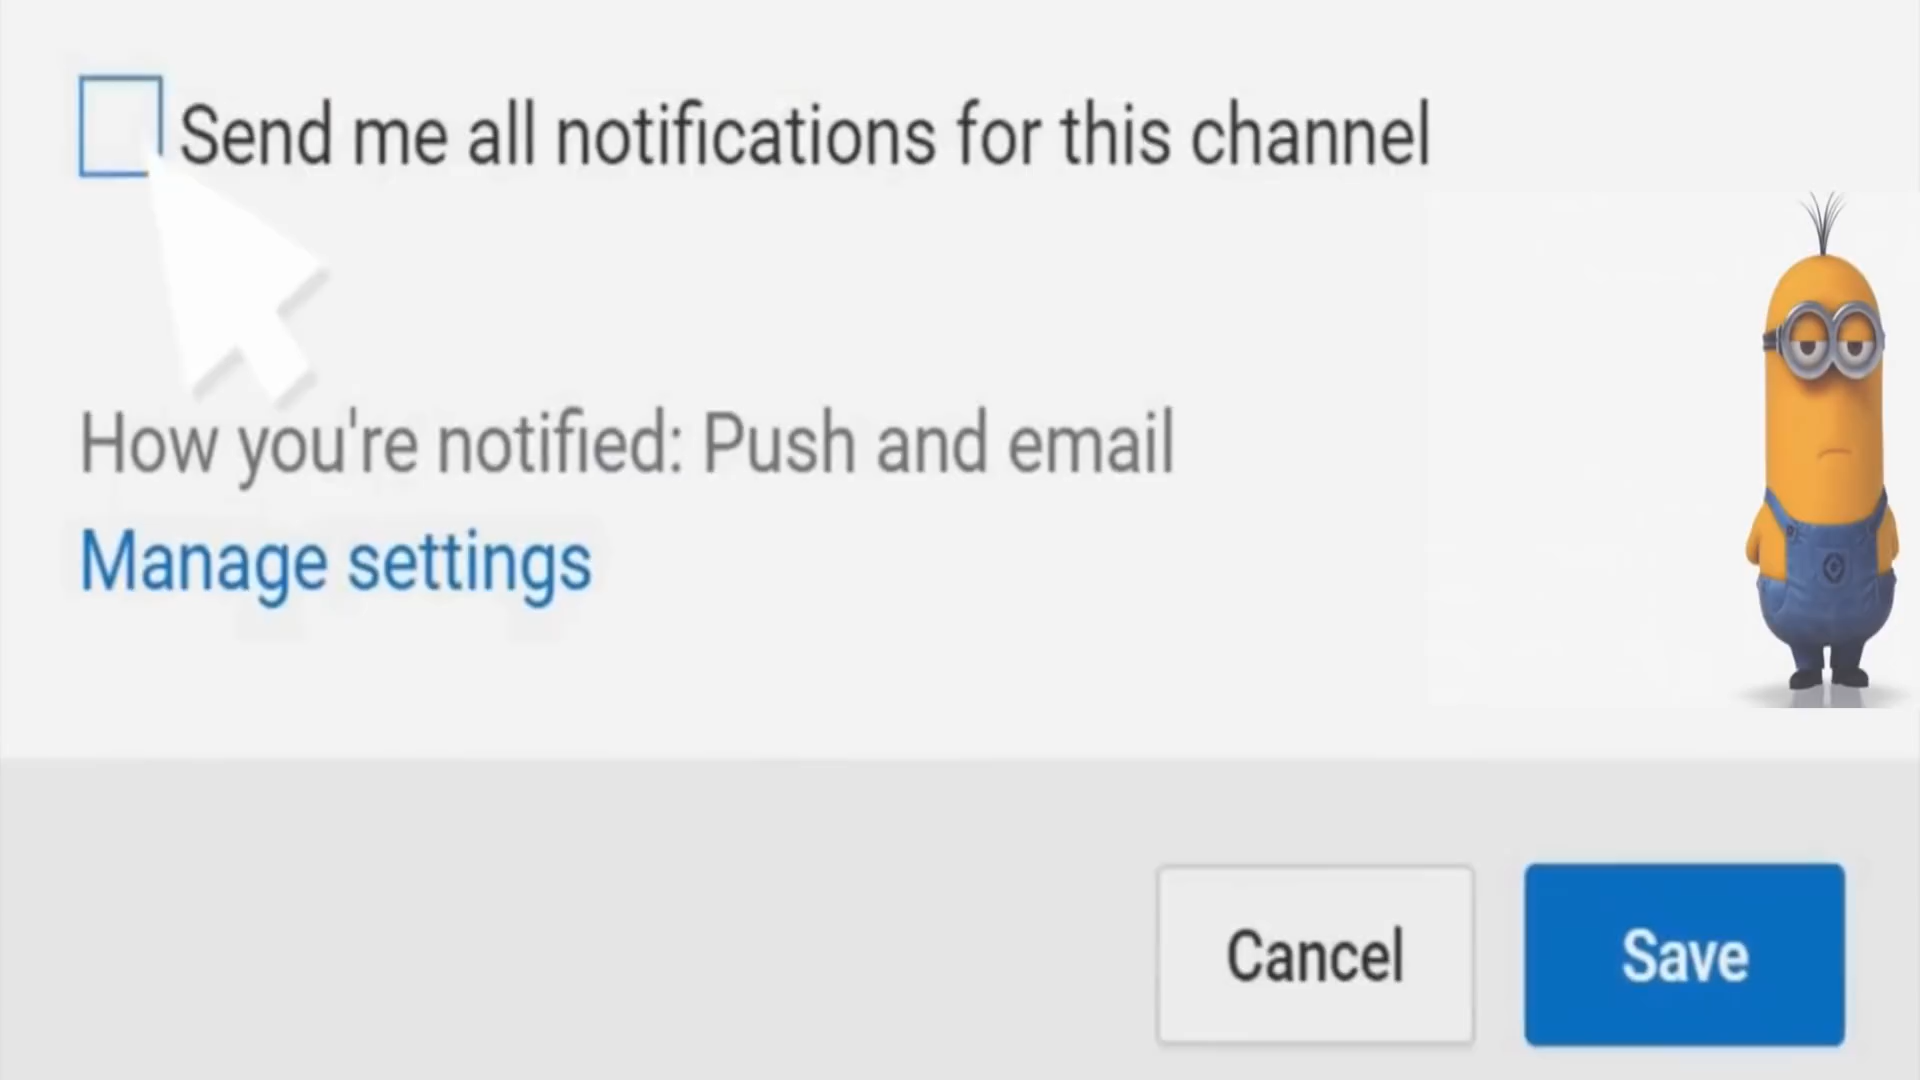 Send me all notifications for this channel
How you're notified: Push and email
Manage settings
Cancel
Save